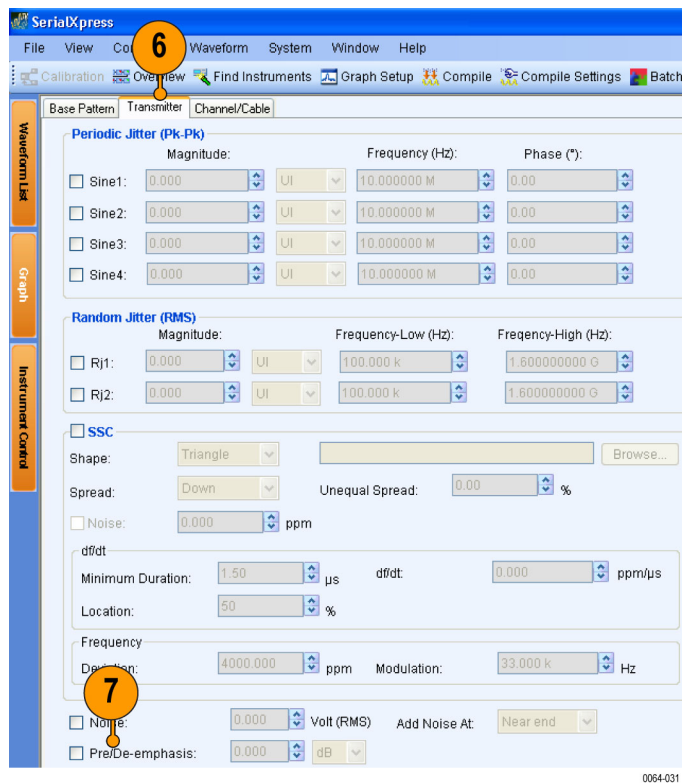 SerialXpress
File View Waveform System Window Help
6
Calibration Overview Find Instruments Graph Setup Compile Compile Settings Batch
Base Pattern Transmitter Channel/Cable
Waveform List
Graph
Instrument Control
Periodic Jitter (Pk-Pk)
Magnitude: Frequency (Hz): Phase (°):
Sine1: 0.000 UI 10.000000 M 0.00
Sine2: 0.000 UI 10.000000 M 0.00
Sine3: 0.000 UI 10.000000 M 0.00
Sine4: 0.000 UI 10.000000 M 0.00
Random Jitter (RMS)
Magnitude: Frequency-Low (Hz): Freqency-High (Hz):
Rj1: 0.000 UI 100.000 k 1.600000000 G
Rj2: 0.000 UI 100.000 k 1.600000000 G
SSC
Shape: Triangle Browse...
Spread: Down Unequal Spread: 0.00 %
Noise: 0.000 ppm
df/dt
Minimum Duration: 1.50 µs df/dt: 0.000 ppm/µs
Location: 50 %
Frequency
Deviation: 4000.000 ppm Modulation: 33.000 k Hz
7
Noise: 0.000 Volt (RMS) Add Noise At: Near end
Pre/De-emphasis: 0.000 dB
0064-031